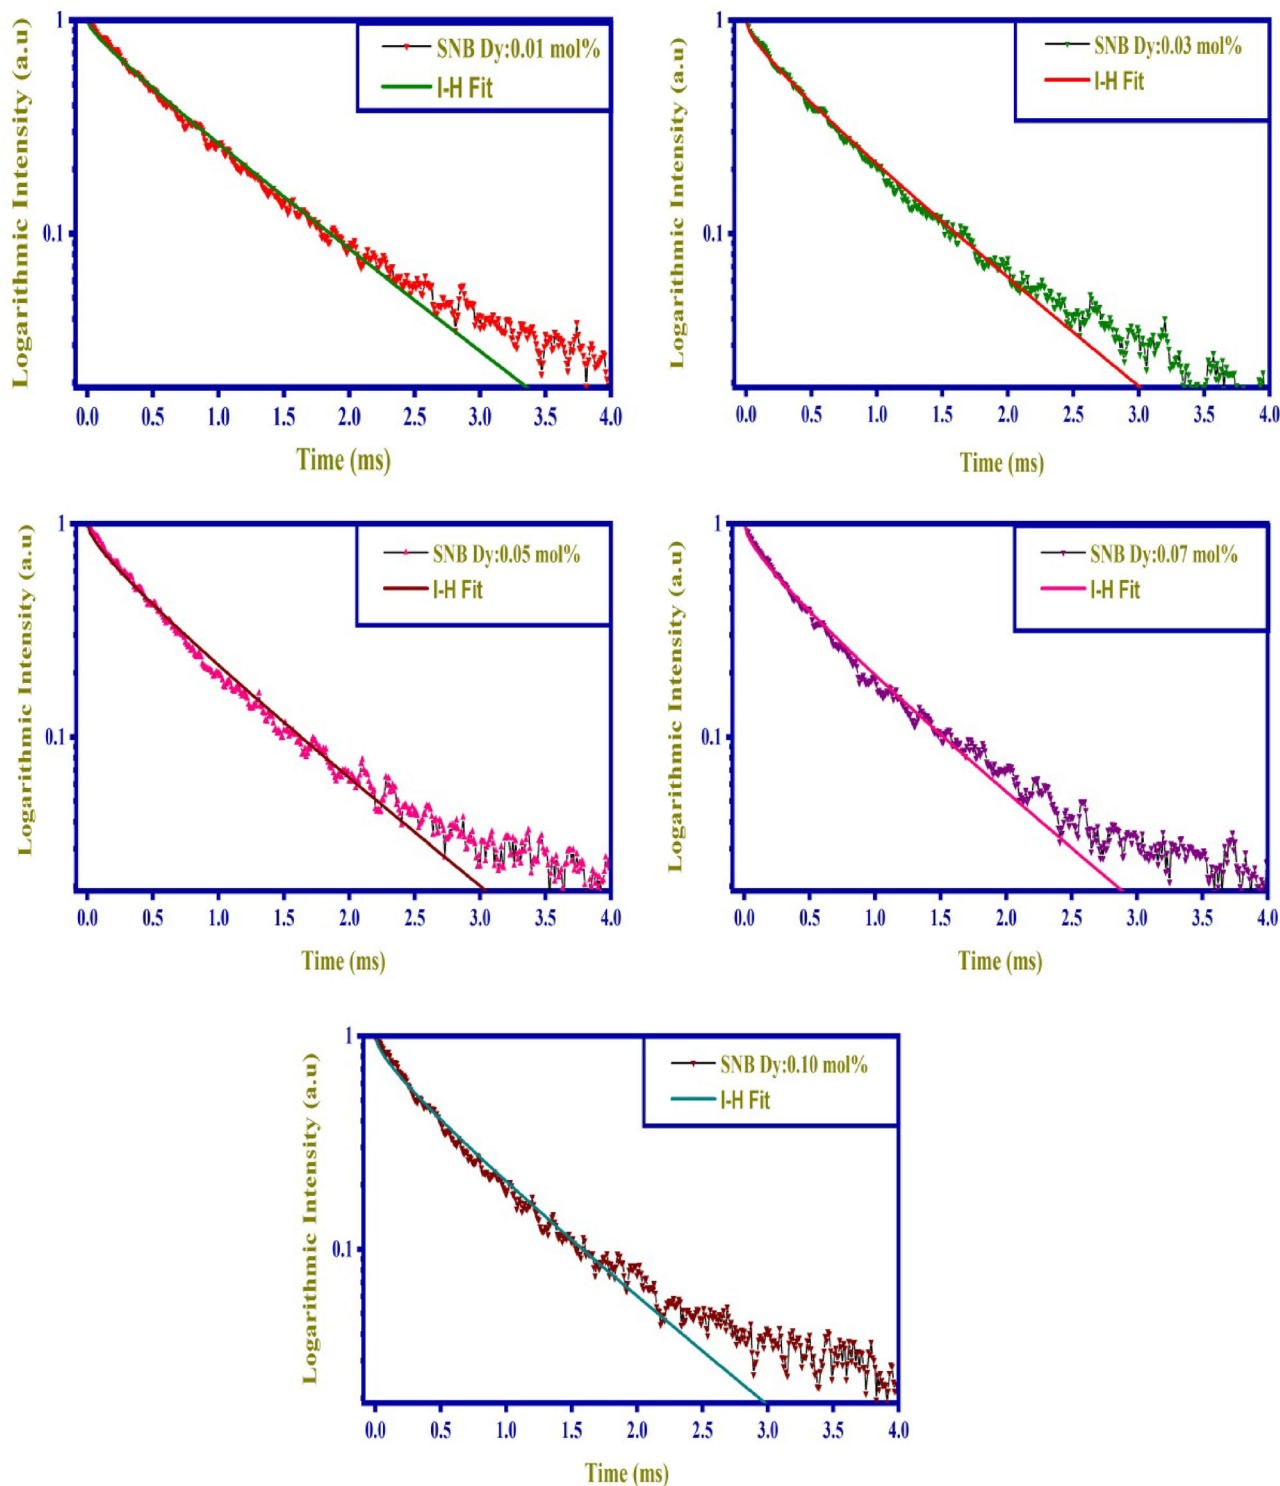 Logarithmic Intensity (a.u)
1
0.1
SNB Dy:0.01 mol%
I-H Fit
0.0 0.5 1.0 1.5 2.0 2.5 3.0 3.5 4.0
Time (ms)
Logarithmic Intensity (a.u)
1
0.1
SNB Dy:0.03 mol%
I-H Fit
0.0 0.5 1.0 1.5 2.0 2.5 3.0 3.5 4.0
Time (ms)
Logarithmic Intensity (a.u)
1
0.1
SNB Dy:0.05 mol%
I-H Fit
0.0 0.5 1.0 1.5 2.0 2.5 3.0 3.5 4.0
Time (ms)
Logarithmic Intensity (a.u)
1
0.1
SNB Dy:0.07 mol%
I-H Fit
0.0 0.5 1.0 1.5 2.0 2.5 3.0 3.5 4.0
Time (ms)
Logarithmic Intensity (a.u)
1
0.1
SNB Dy:0.10 mol%
I-H Fit
0.0 0.5 1.0 1.5 2.0 2.5 3.0 3.5 4.0
Time (ms)